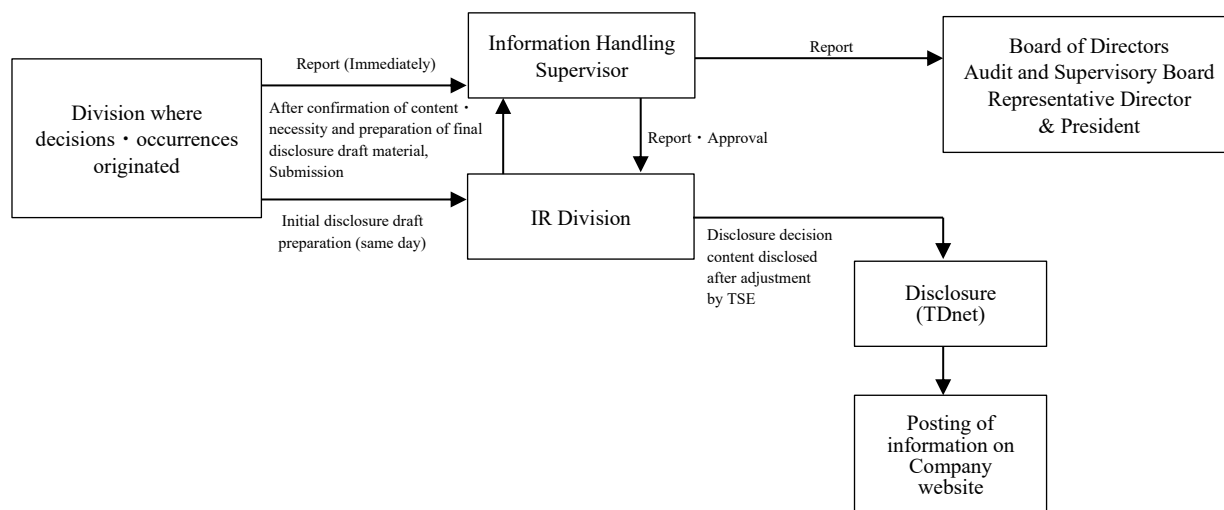 Division where
decisions・occurrences
originated
Report (Immediately)
After confirmation of content・
necessity and preparation of final
disclosure draft material,
Submission
Initial disclosure draft
preparation (same day)
Information Handling
Supervisor
Report
Board of Directors
Audit and Supervisory Board
Representative Director
& President
Report・Approval
IR Division
Disclosure decision
content disclosed
after adjustment
by TSE
Disclosure
(TDnet)
Posting of
information on
Company
website